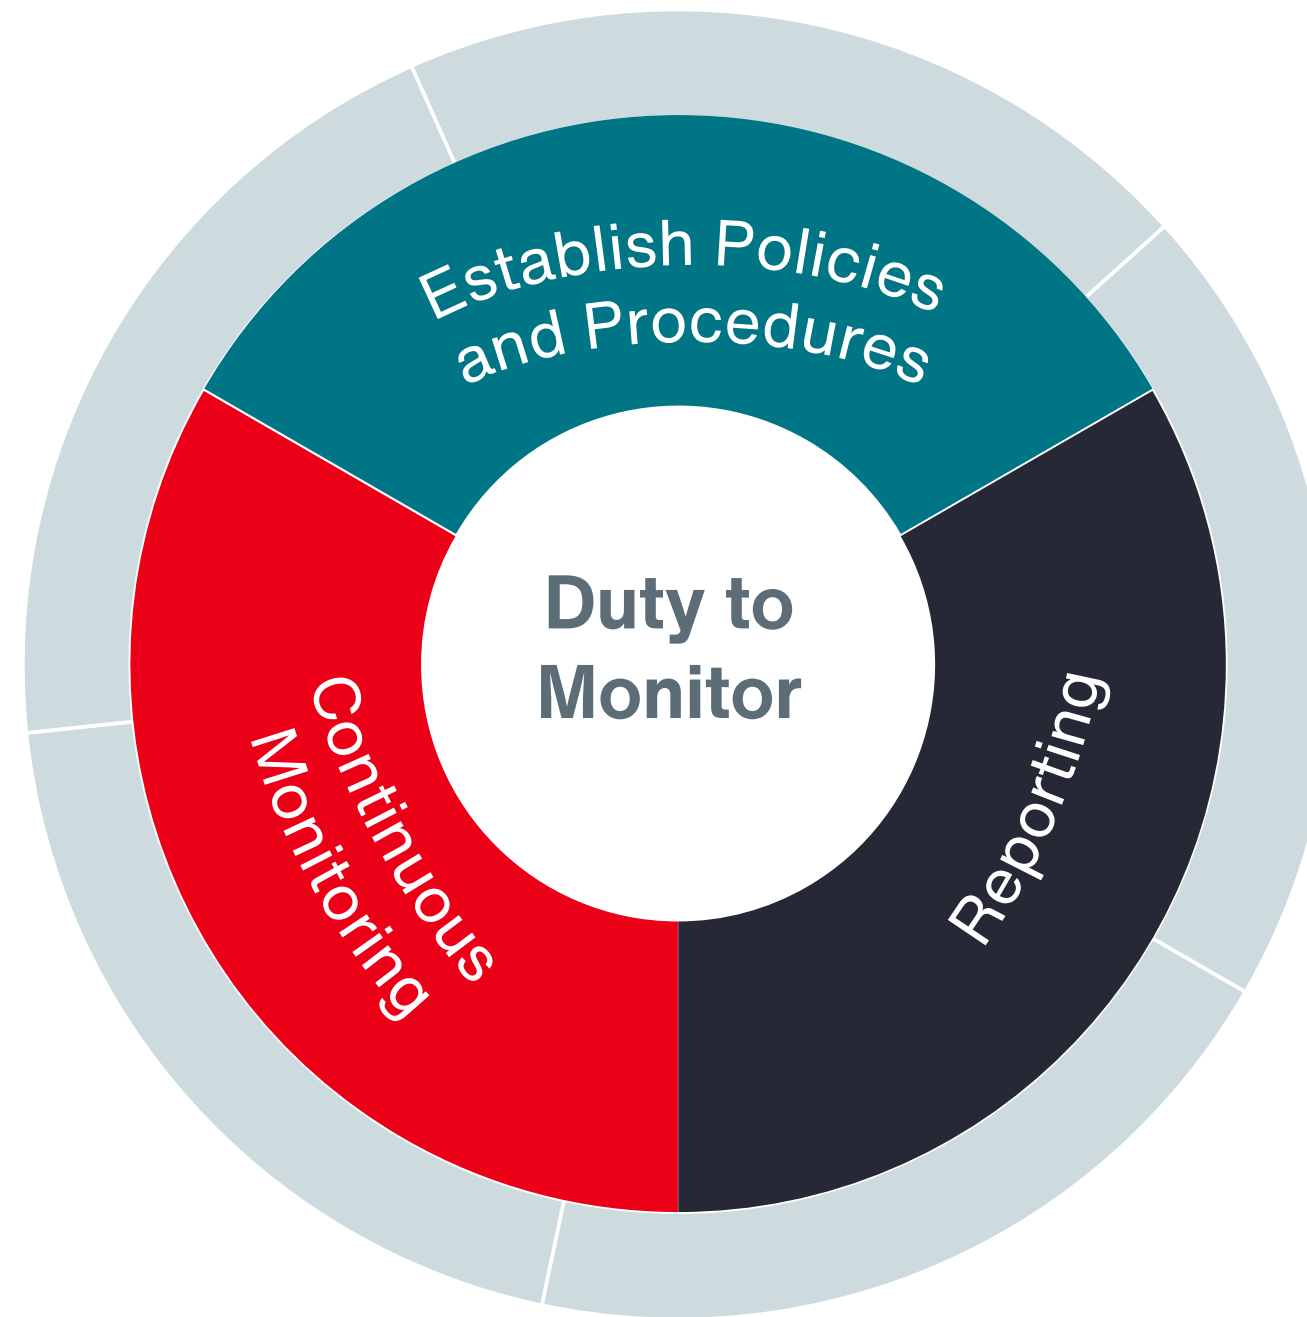 Establish Policies
and Procedures
Duty to
Monitor
Continuous
Monitoring
Reporting